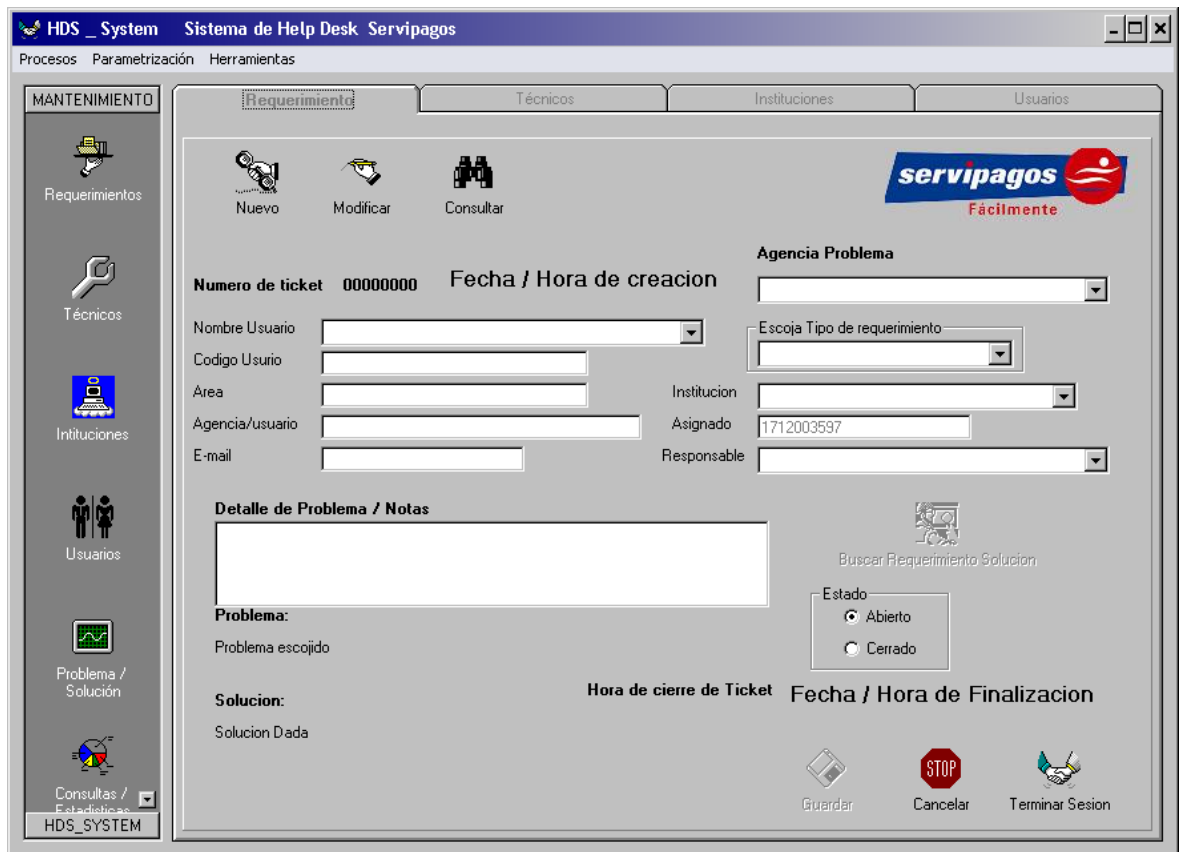 HDS _ System Sistema de Help Desk Servipagos
Procesos Parametrización Herramientas
MANTENIMIENTO
Requerimientos
Técnicos
Intituciones
Usuarios
Problema /
Solución
Consultas /
Estadisticas
HDS_SYSTEM
Requerimiento Técnicos Instituciones Usuarios
Nuevo Modificar Consultar
servipagos
Fácilmente
Agencia Problema
Numero de ticket 00000000 Fecha / Hora de creacion
Nombre Usuario
Escoja Tipo de requerimiento
Codigo Usurio
Area
Institucion
Agencia/usuario
Asignado 1712003597
E-mail
Responsable
Detalle de Problema / Notas
Buscar Requerimiento Solucion
Estado
Abierto
Cerrado
Problema:
Problema escojido
Hora de cierre de Ticket Fecha / Hora de Finalizacion
Solucion:
Solucion Dada
STOP
Guardar Cancelar Terminar Sesion